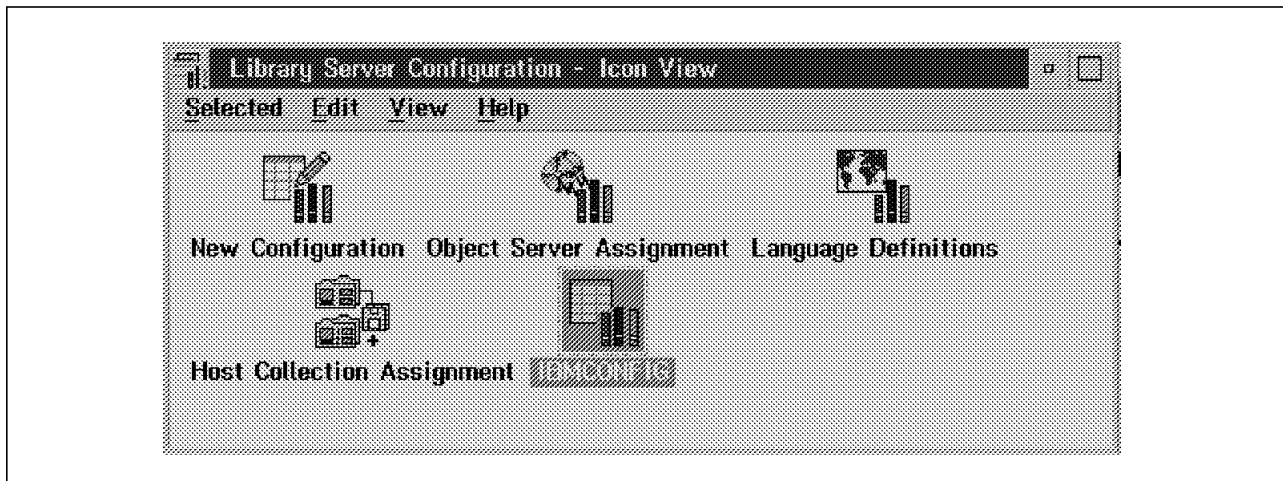 Library Server Configuration - Icon View
Selected Edit View Help
New Configuration Object Server Assignment Language Definitions
Host Collection Assignment IBMCONFIG